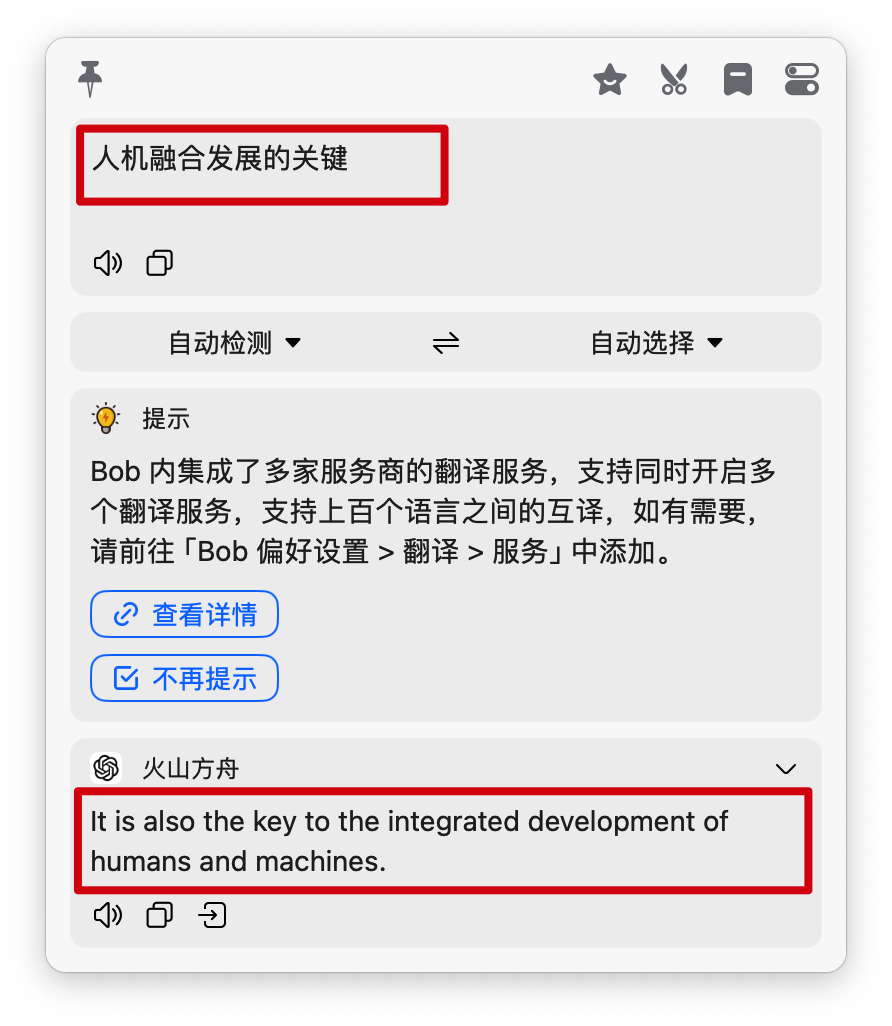 人机融合发展的关键
自动检测
自动选择
提示
Bob 内集成了多家服务商的翻译服务，支持同时开启多
个翻译服务，支持上百个语言之间的互译，如有需要，
请前往「Bob 偏好设置 > 翻译 > 服务」中添加。
查看详情
不再提示
火山方舟
It is also the key to the integrated development of
humans and machines.